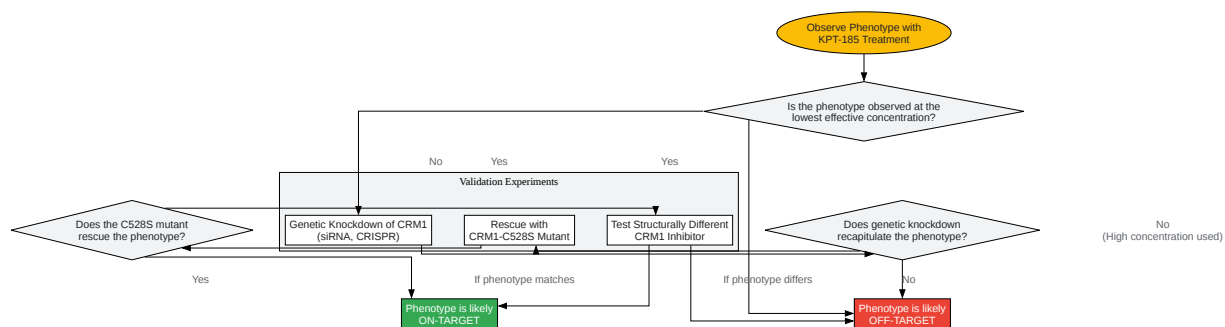 Observe Phenotype with
KPT-185 Treatment
Is the phenotype observed at the
lowest effective concentration?
No
Yes
Yes
Validation Experiments
Does the C528S mutant
rescue the phenotype?
Genetic Knockdown of CRM1
(siRNA, CRISPR)
Rescue with
CRM1-C528S Mutant
Test Structurally Different
CRM1 Inhibitor
Does genetic knockdown
recapitulate the phenotype?
No
(High concentration used)
Yes
If phenotype matches
If phenotype differs
No
Phenotype is likely
ON-TARGET
Phenotype is likely
OFF-TARGET